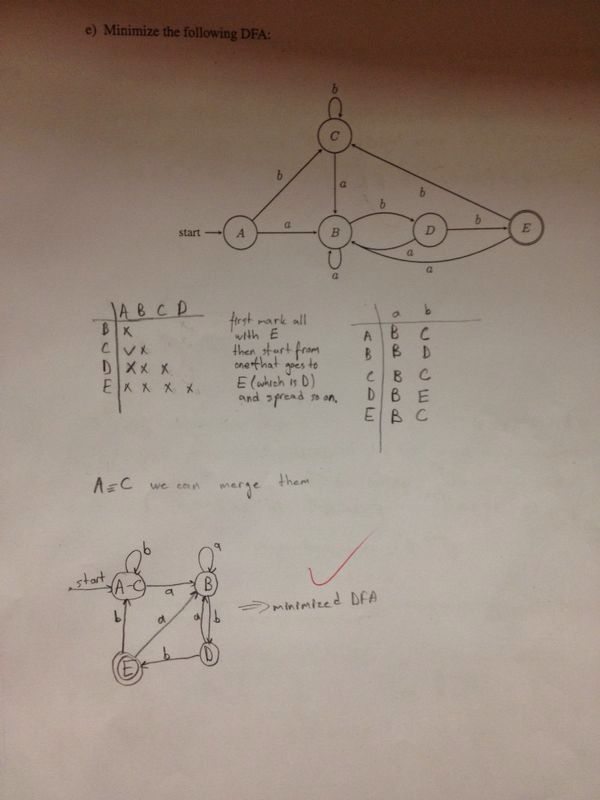 e) Minimize the following DFA:
b
C
b
a
b
start
A
a
B
b
D
b
E
a
a
a
A B C D
B x
C ✓ x
D x x x
E x x x x
first mark all
with E
then start from
one that goes to
E (which is D)
and spread so on.
a b
A B C
B B D
C B C
D B E
E B C
A≡C we can merge them
b
a
start
A-C
a
B
b
a
a
b
E
b
D
⇒ minimized DFA